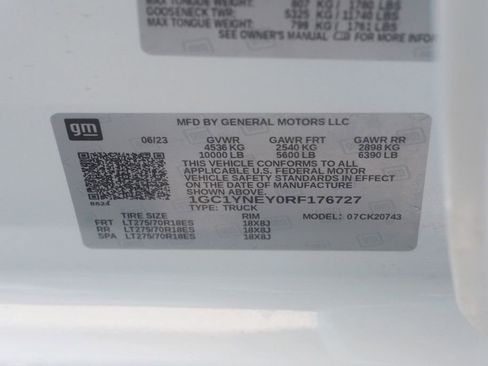 MAX TONGUE WEIGHT: 807 KG / 1780 LBS
GOOSENECK TWR: 5325 KG / 11740 LBS
MAX TONGUE WEIGHT: 799 KG / 1761 LBS
SEE OWNER'S MANUAL FOR MORE
gm
MFD BY GENERAL MOTORS LLC
06/23 GVWR GAWR FRT GAWR RR
4536 KG 2540 KG 2898 KG
10000 LB 5600 LB 6390 LB
THIS VEHICLE CONFORMS TO ALL
APPLICABLE U.S. FEDERAL MOTOR
VEHICLE SAFETY STANDARDS IN EFFECT
ON THE DATE OF MANUFACTURE
SHOWN ABOVE.
1GC1YNEY0RF176727
TYPE: TRUCK
MODEL: 07CK20743
TIRE SIZE RIM
FRT LT275/70R18ES 18X8J
RR LT275/70R18ES 18X8J
SPA LT275/70R18ES 18X8J